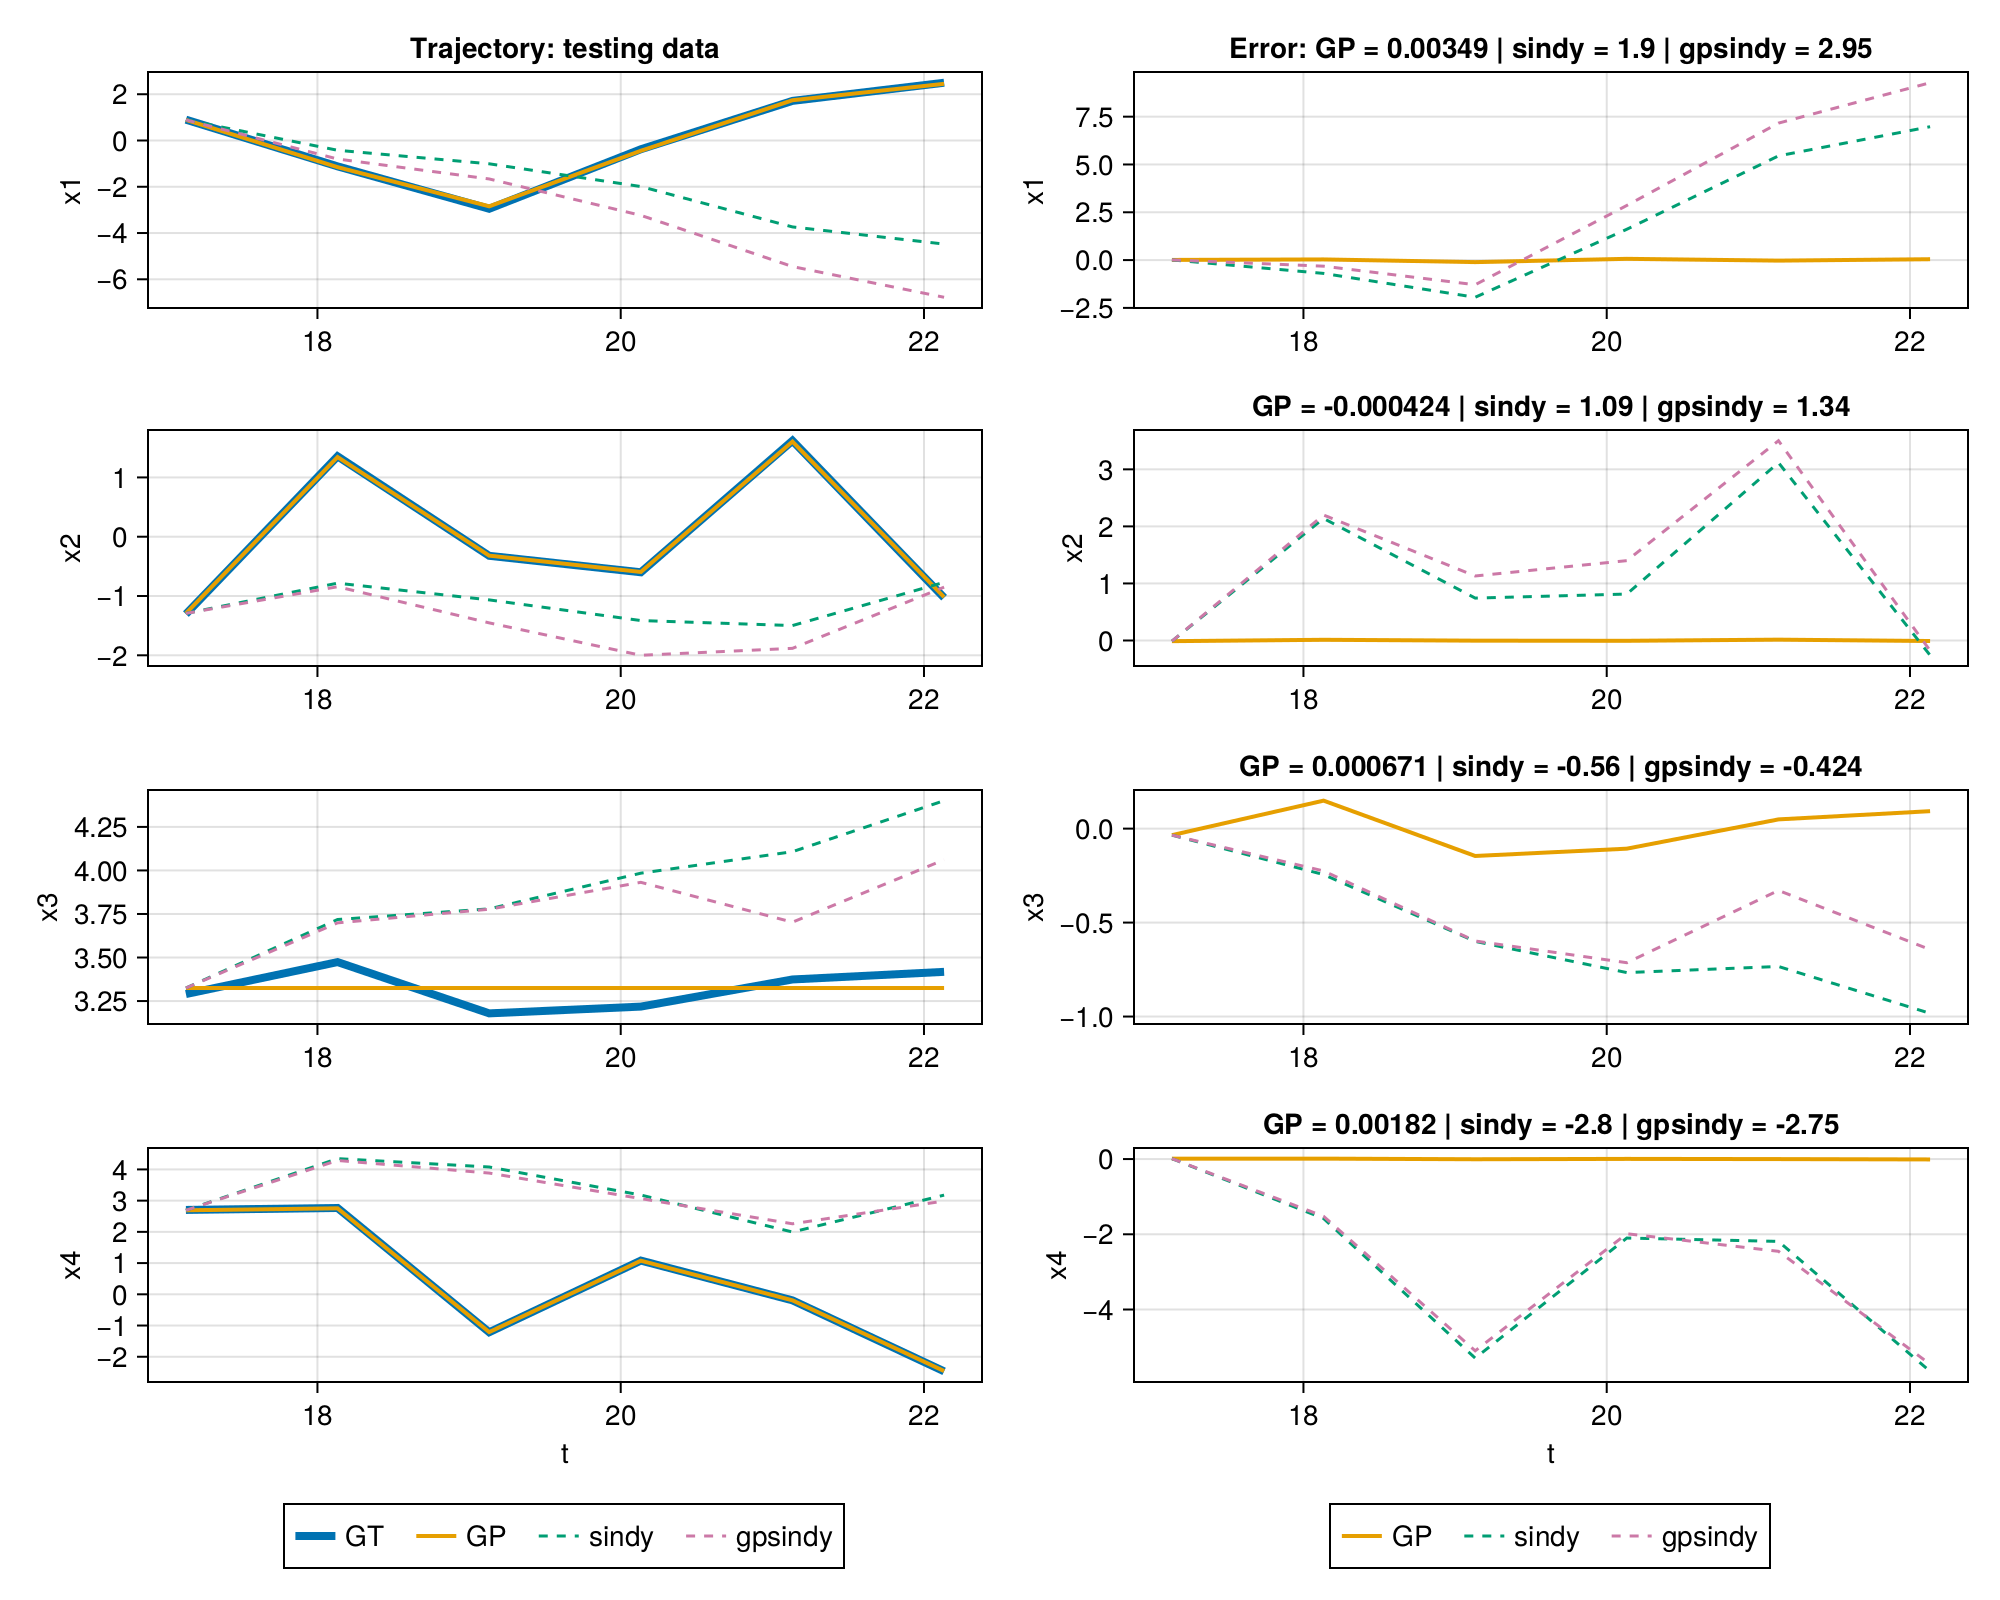 Trajectory: testing data
x1
2
0
−2
−4
−6
18 20 22
Error: GP = 0.00349 | sindy = 1.9 | gpsindy = 2.95
x1
7.5
5.0
2.5
0.0
−2.5
18 20 22
x2
1
0
−1
−2
18 20 22
GP = -0.000424 | sindy = 1.09 | gpsindy = 1.34
x2
3
2
1
0
18 20 22
x3
4.25
4.00
3.75
3.50
3.25
18 20 22
GP = 0.000671 | sindy = -0.56 | gpsindy = -0.424
x3
0.0
−0.5
−1.0
18 20 22
x4
4
3
2
1
0
−1
−2
18 20 22
t
GP = 0.00182 | sindy = -2.8 | gpsindy = -2.75
x4
0
−2
−4
18 20 22
t
GT GP sindy gpsindy
GP sindy gpsindy